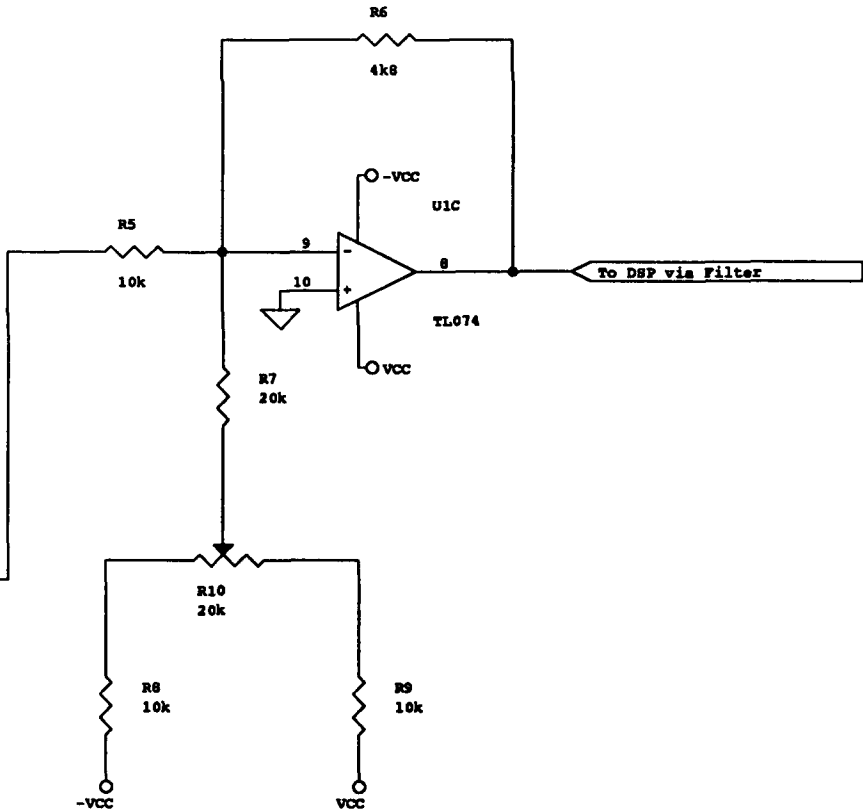 R6
4k8
-VCC
U1C
R5
9
10k
10
-
+
8
To DSP via Filter
TL074
VCC
R7
20k
R10
20k
R8
10k
R9
10k
-VCC
VCC